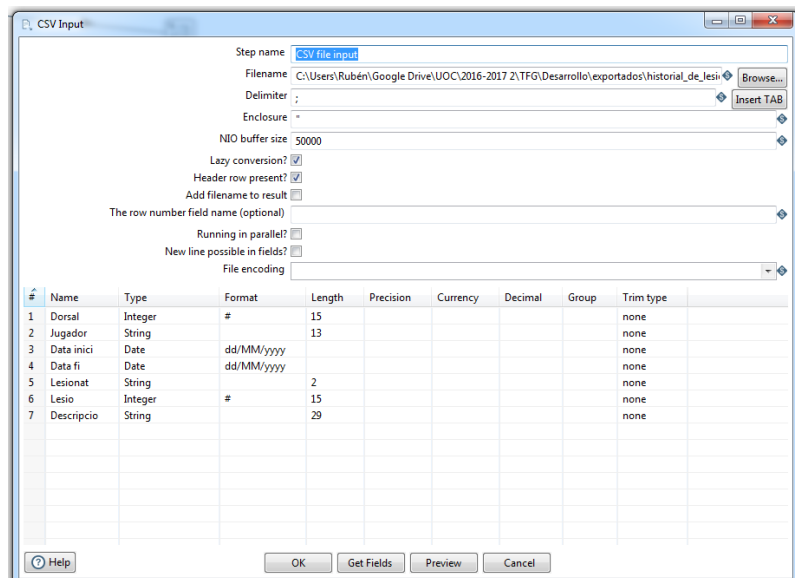 CSV Input
Step name CSV file input
Filename C:\Users\Rubén\Google Drive\UOC\2016-2017 2\TFG\Desarrollo\exportados\historial_de_lesi Browse...
Delimiter ; Insert TAB
Enclosure "
NIO buffer size 50000
Lazy conversion?
Header row present?
Add filename to result
The row number field name (optional)
Running in parallel?
New line possible in fields?
File encoding
# Name Type Format Length Precision Currency Decimal Group Trim type
1 Dorsal Integer # 15 none
2 Jugador String 13 none
3 Data inici Date dd/MM/yyyy none
4 Data fi Date dd/MM/yyyy none
5 Lesionat String 2 none
6 Lesio Integer # 15 none
7 Descripcio String 29 none
Help OK Get Fields Preview Cancel